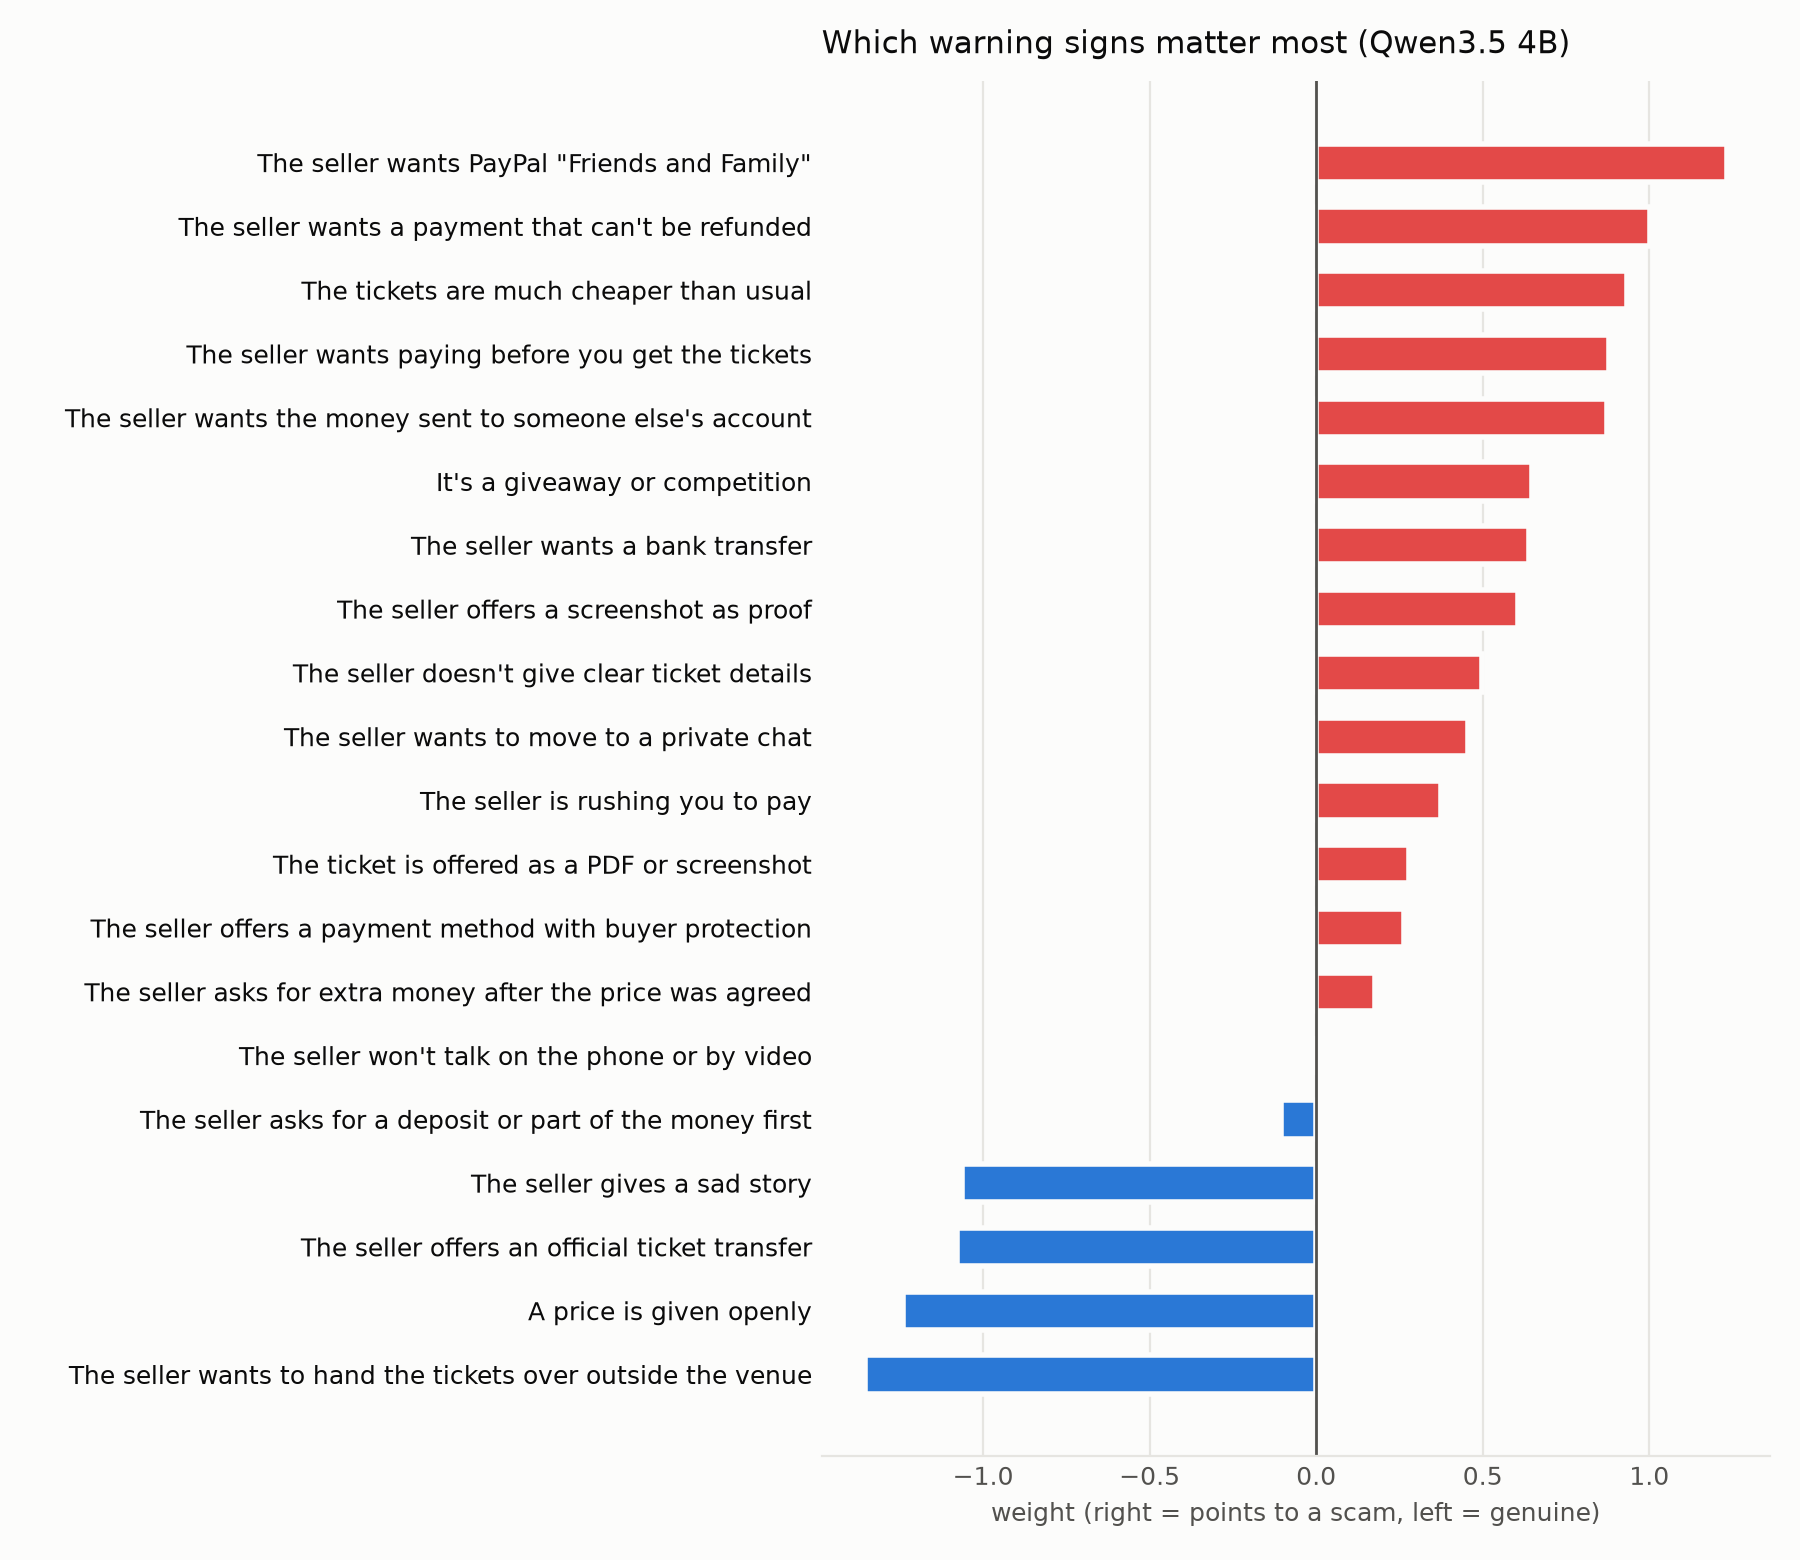 Which warning signs matter most (Qwen3.5 4B)
The seller wants PayPal "Friends and Family"
The seller wants a payment that can't be refunded
The tickets are much cheaper than usual
The seller wants paying before you get the tickets
The seller wants the money sent to someone else's account
It's a giveaway or competition
The seller wants a bank transfer
The seller offers a screenshot as proof
The seller doesn't give clear ticket details
The seller wants to move to a private chat
The seller is rushing you to pay
The ticket is offered as a PDF or screenshot
The seller offers a payment method with buyer protection
The seller asks for extra money after the price was agreed
The seller won't talk on the phone or by video
The seller asks for a deposit or part of the money first
The seller gives a sad story
The seller offers an official ticket transfer
A price is given openly
The seller wants to hand the tickets over outside the venue
−1.0 −0.5 0.0 0.5 1.0
weight (right = points to a scam, left = genuine)